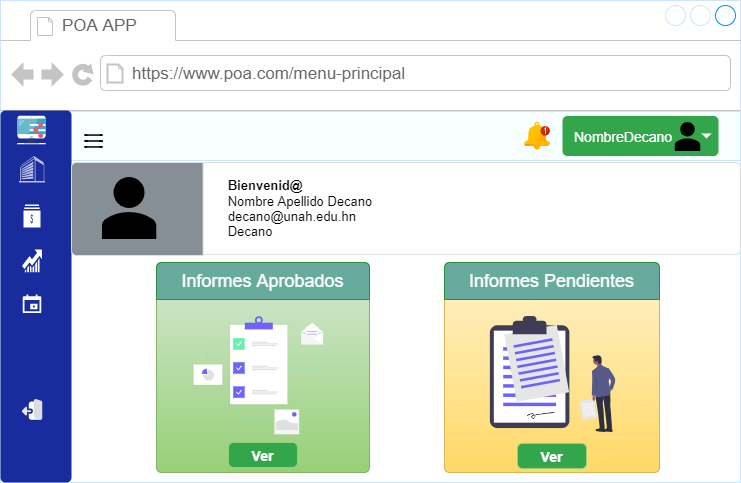 POA APP
https://www.poa.com/menu-principal
NombreDecano
Bienvenid@
Nombre Apellido Decano
decano@unah.edu.hn
Decano
Informes Aprobados
Informes Pendientes
Ver
Ver